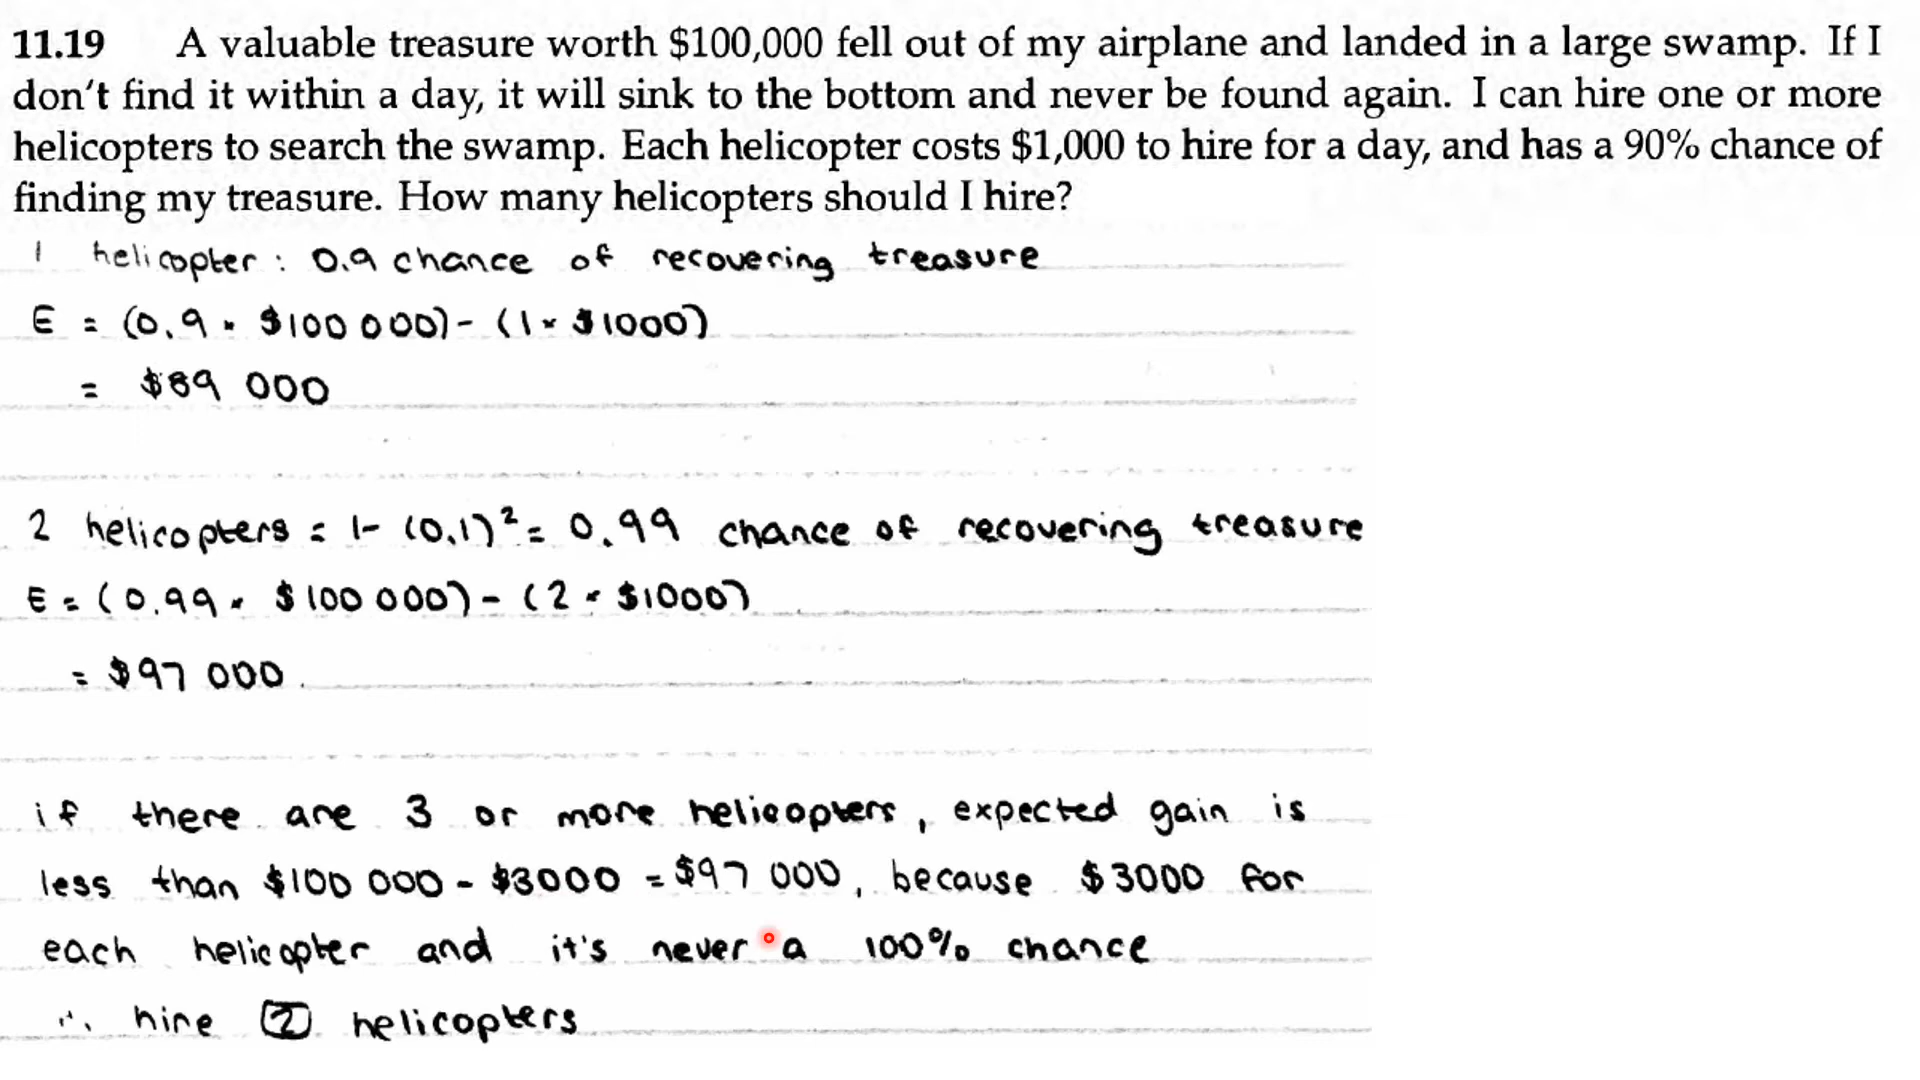 11.19 A valuable treasure worth $100,000 fell out of my airplane and landed in a large swamp. If I
don't find it within a day, it will sink to the bottom and never be found again. I can hire one or more
helicopters to search the swamp. Each helicopter costs $1,000 to hire for a day, and has a 90% chance of
finding my treasure. How many helicopters should I hire?
1 helicopter : 0.9 chance of recovering treasure
E = (0.9 × $100 000) - (1 × $1000)
= $89 000
2 helicopters = 1 - (0.1)² = 0.99 chance of recovering treasure
E = (0.99 × $100 000) - (2 × $1000)
= $97 000
if there are 3 or more helicopters, expected gain is
less than $100 000 - $3000 = $97 000, because $3000 for
each helicopter and it's never a 100% chance
∴ hire 2 helicopters